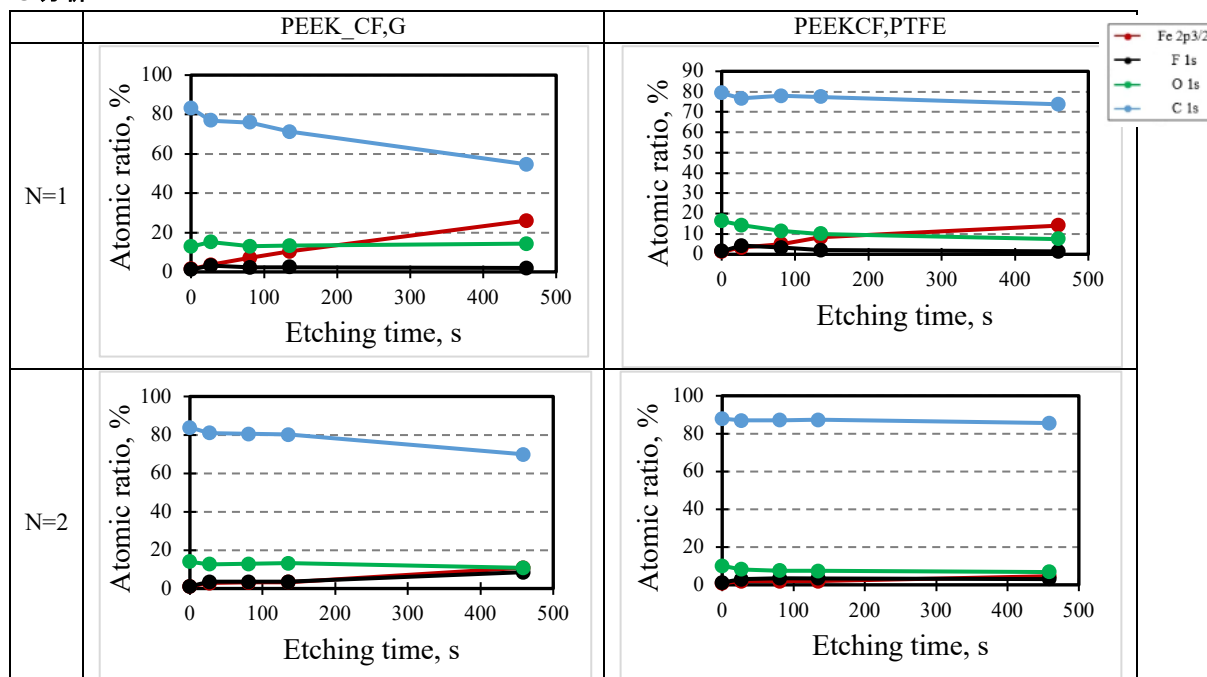 PEEK_CF,G
PEEKCF,PTFE
Fe 2p3/2
F 1s
O 1s
C 1s
N=1
Atomic ratio, %
100
80
60
40
20
0
0 100 200 300 400 500
Etching time, s
Atomic ratio, %
90
80
70
60
50
40
30
20
10
0
0 100 200 300 400 500
Etching time, s
N=2
Atomic ratio, %
100
80
60
40
20
0
0 100 200 300 400 500
Etching time, s
Atomic ratio, %
100
80
60
40
20
0
0 100 200 300 400 500
Etching time, s